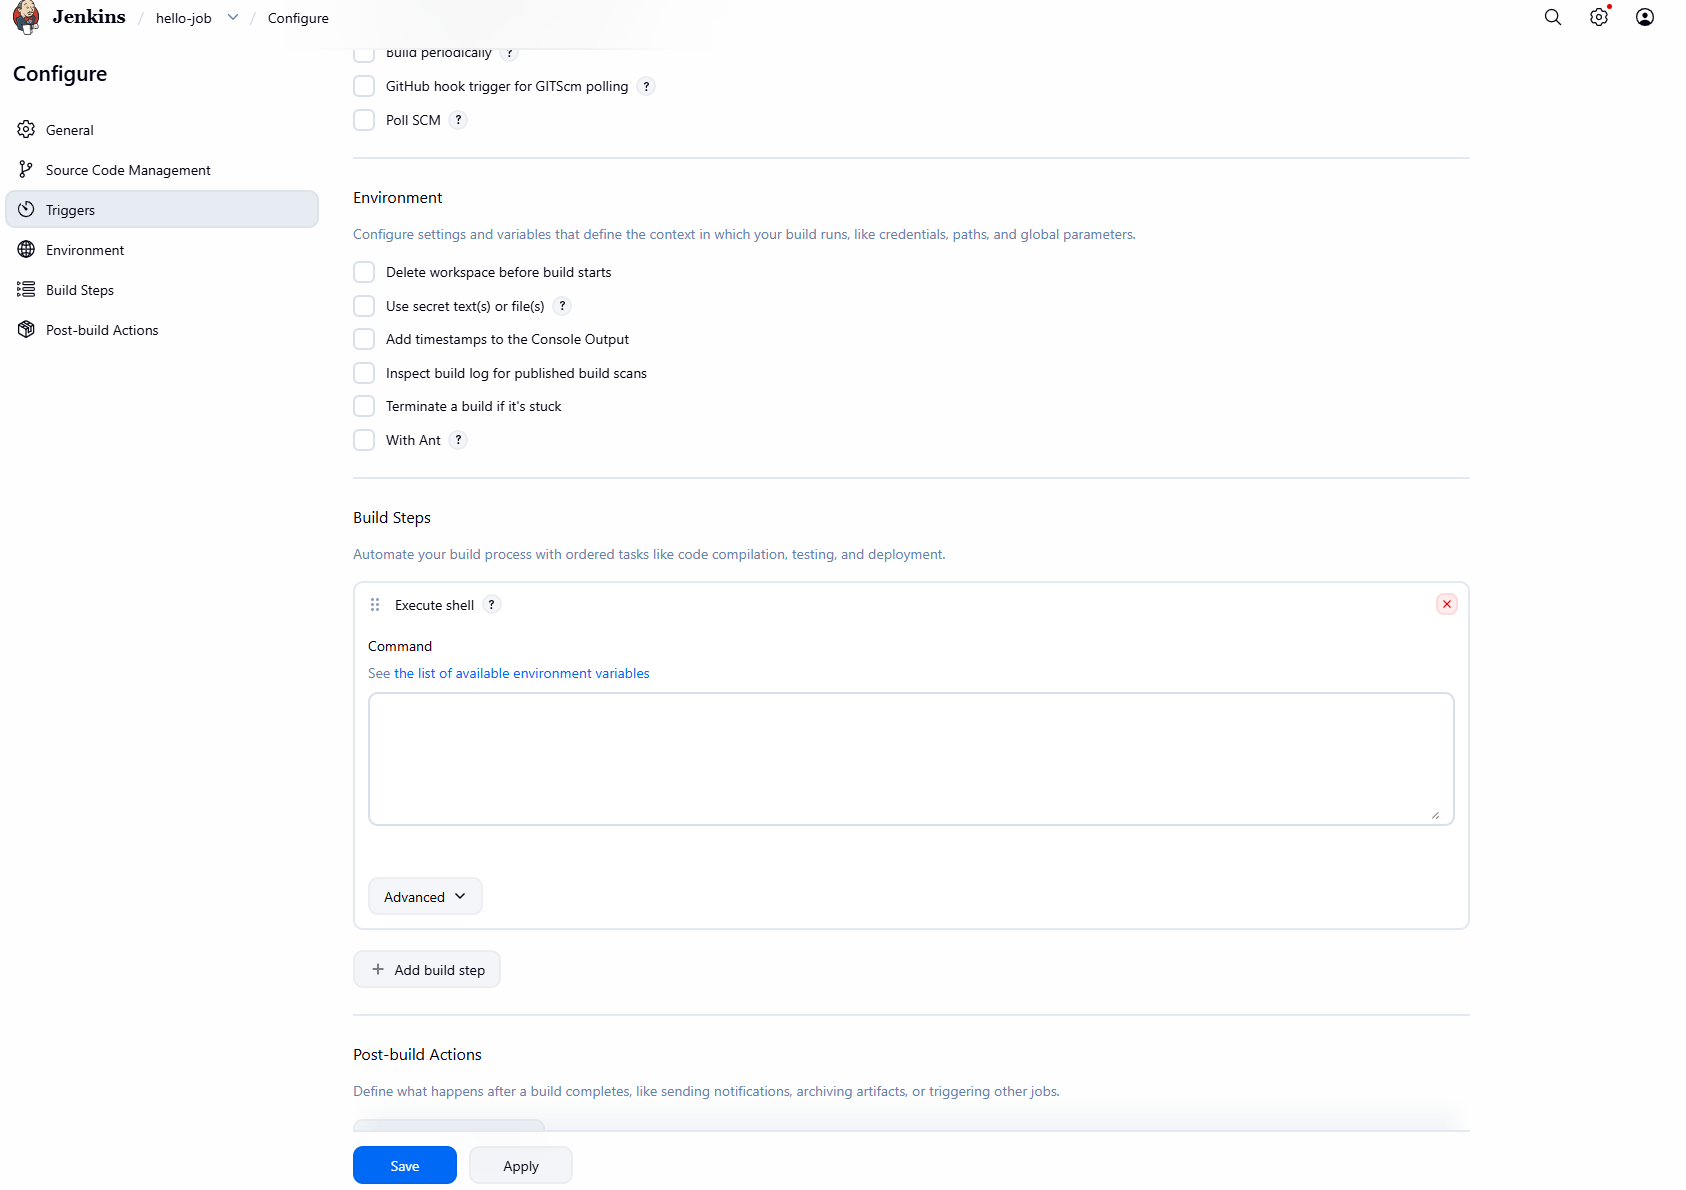 Jenkins / hello-job / Configure
Configure
General
Source Code Management
Triggers
Environment
Build Steps
Post-build Actions
Build periodically ?
GitHub hook trigger for GITScm polling ?
Poll SCM ?
Environment
Configure settings and variables that define the context in which your build runs, like credentials, paths, and global parameters.
Delete workspace before build starts
Use secret text(s) or file(s) ?
Add timestamps to the Console Output
Inspect build log for published build scans
Terminate a build if it's stuck
With Ant ?
Build Steps
Automate your build process with ordered tasks like code compilation, testing, and deployment.
Execute shell ?
Command
See the list of available environment variables
Advanced
Add build step
Post-build Actions
Define what happens after a build completes, like sending notifications, archiving artifacts, or triggering other jobs.
Save
Apply